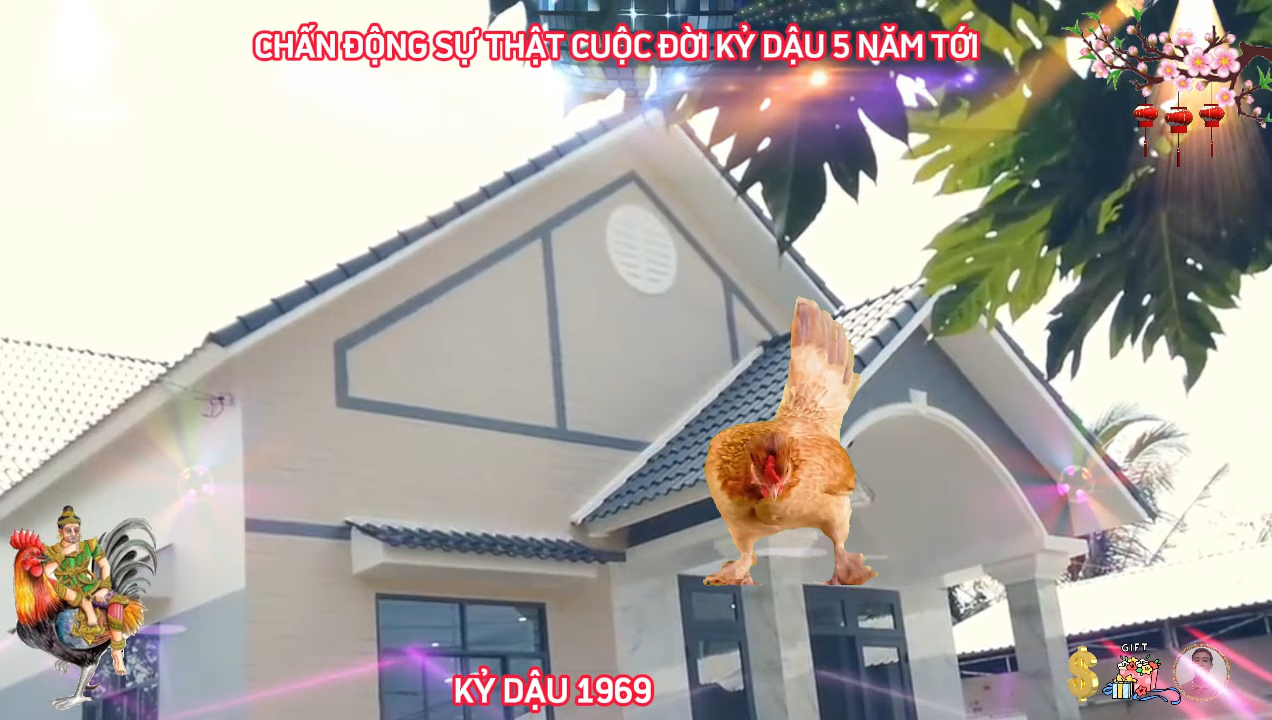 CHẤN ĐỘNG SỰ THẬT CUỘC ĐỜI KỶ DẬU 5 NĂM TỚI
GIFT
KỶ DẬU 1969